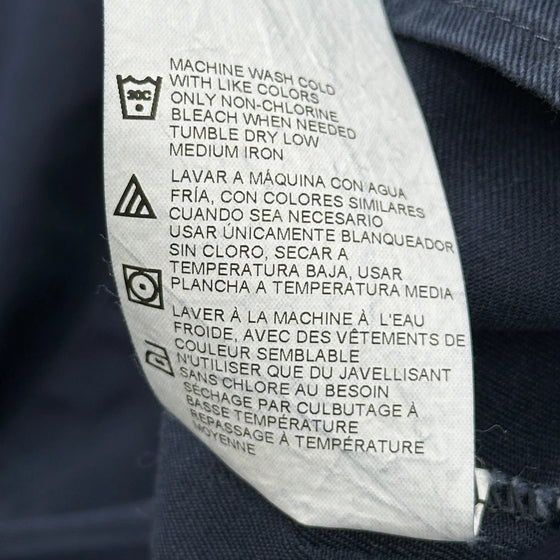 30C
MACHINE WASH COLD
WITH LIKE COLORS
ONLY NON-CHLORINE
BLEACH WHEN NEEDED
TUMBLE DRY LOW
MEDIUM IRON
LAVAR A MÁQUINA CON AGUA
FRÍA, CON COLORES SIMILARES
CUANDO SEA NECESARIO
USAR ÚNICAMENTE BLANQUEADOR
SIN CLORO, SECAR A
TEMPERATURA BAJA, USAR
PLANCHA A TEMPERATURA MEDIA
LAVER À LA MACHINE À L'EAU
FROIDE, AVEC DES VÊTEMENTS DE
COULEUR SEMBLABLE
N'UTILISER QUE DU JAVELLISANT
SANS CHLORE AU BESOIN
SÉCHAGE PAR CULBUTAGE À
BASSE TEMPÉRATURE
REPASSAGE À TEMPÉRATURE
MOYENNE